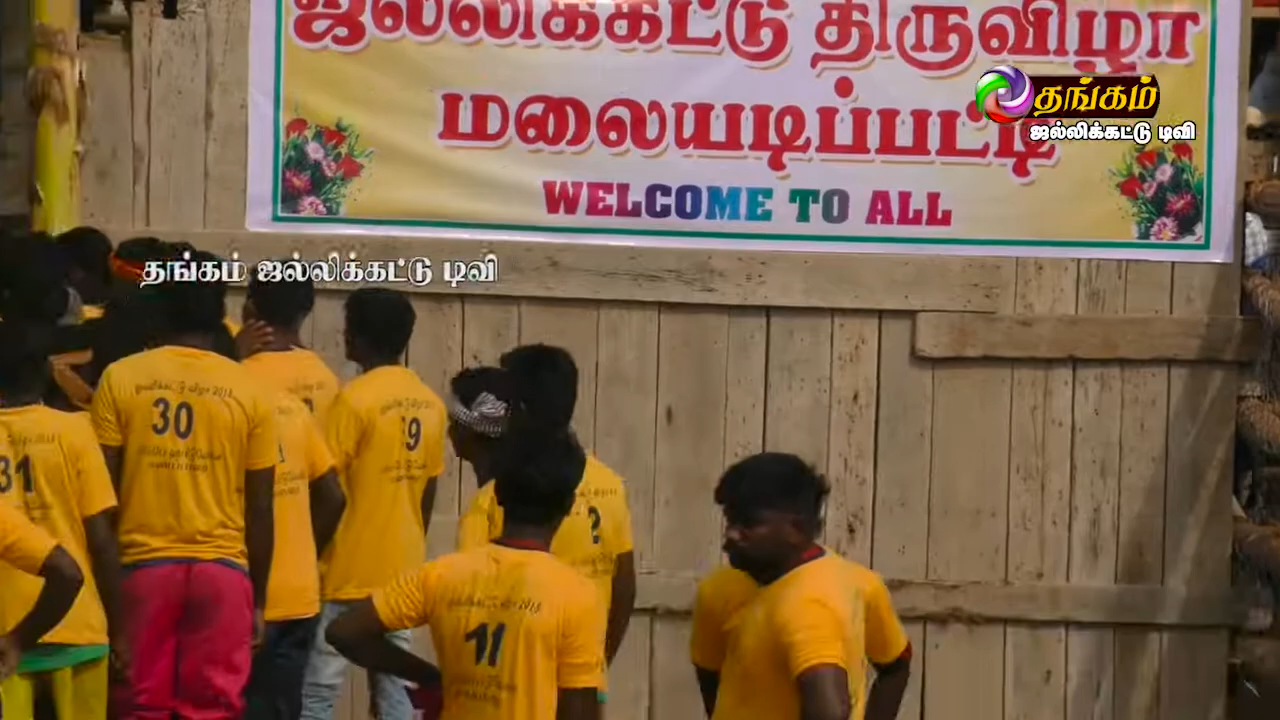 ஜல்லிக்கட்டு திருவிழா
மலையடிப்பட்டி
WELCOME TO ALL
தங்கம்
ஜல்லிக்கட்டு டிவி
தங்கம் ஜல்லிக்கட்டு டிவி
30
31
9
2
11